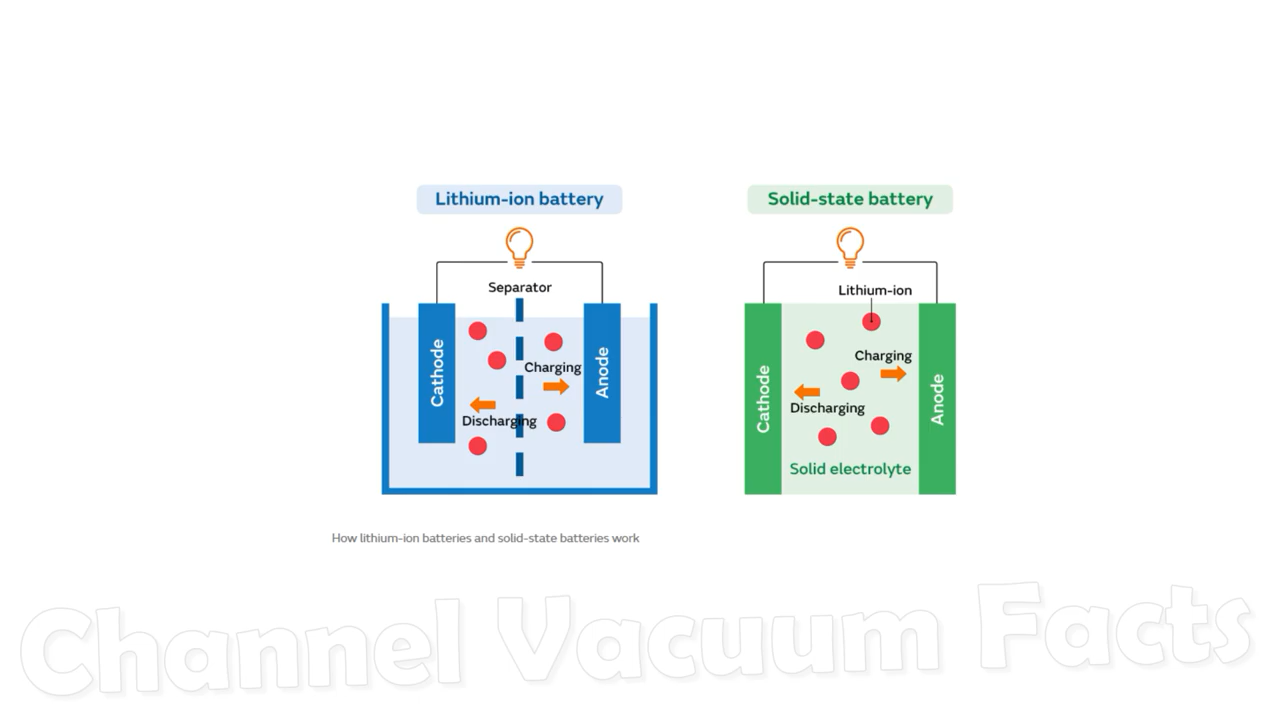 Lithium-ion battery
Separator
Cathode
Charging
Discharging
Anode
Solid-state battery
Lithium-ion
Cathode
Charging
Discharging
Anode
Solid electrolyte
How lithium-ion batteries and solid-state batteries work
Channel Vacuum Facts